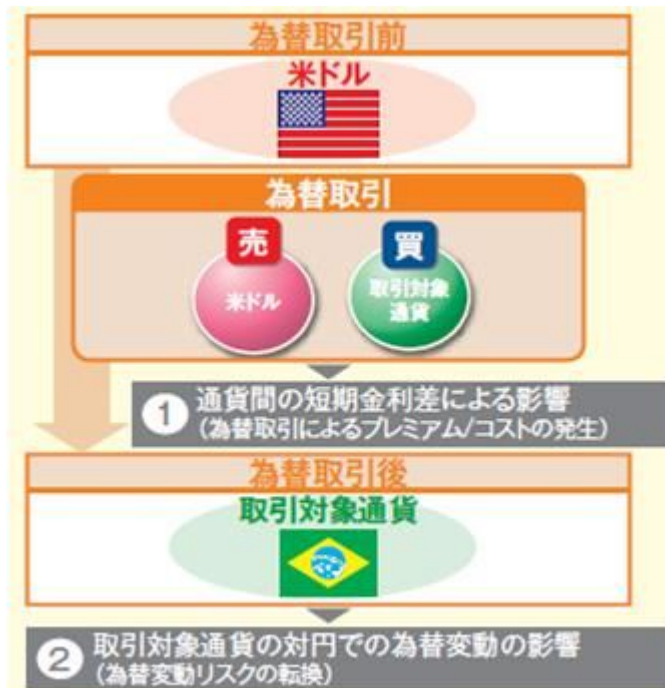 為替取引前
米ドル
為替取引
売
買
米ドル
取引対象
通貨
1 通貨間の短期金利差による影響
(為替取引によるプレミアム/コストの発生)
為替取引後
取引対象通貨
2 取引対象通貨の対円での為替変動の影響
(為替変動リスクの転換)